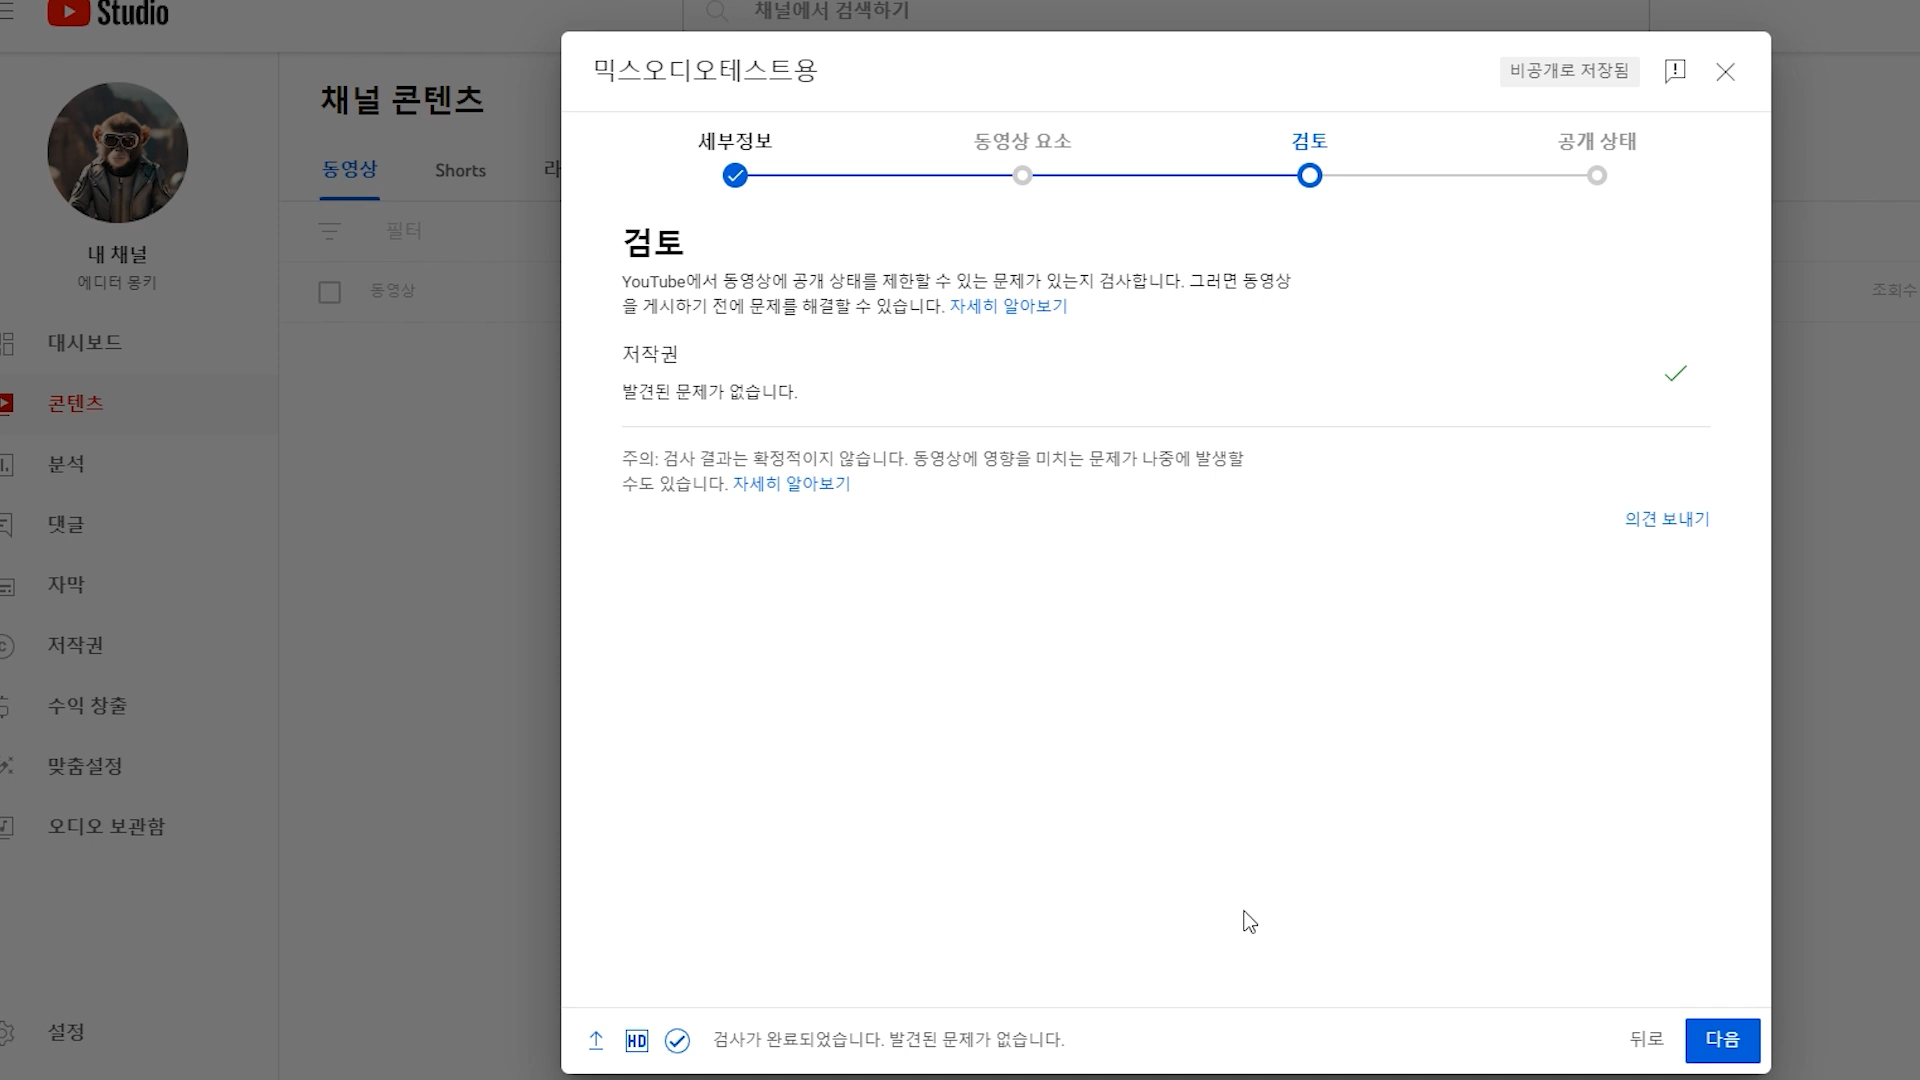 Studio
채널에서 검색하기
믹스오디오테스트용
비공개로 저장됨
채널 콘텐츠
세부정보
동영상 요소
검토
공개 상태
동영상
Shorts
라
필터
내 채널
에디터 몽키
동영상
조회수
검토
YouTube에서 동영상에 공개 상태를 제한할 수 있는 문제가 있는지 검사합니다. 그러면 동영상
을 게시하기 전에 문제를 해결할 수 있습니다. 자세히 알아보기
저작권
발견된 문제가 없습니다.
주의: 검사 결과는 확정적이지 않습니다. 동영상에 영향을 미치는 문제가 나중에 발생할
수도 있습니다. 자세히 알아보기
의견 보내기
대시보드
콘텐츠
분석
댓글
자막
저작권
수익 창출
맞춤설정
오디오 보관함
설정
HD
검사가 완료되었습니다. 발견된 문제가 없습니다.
뒤로
다음